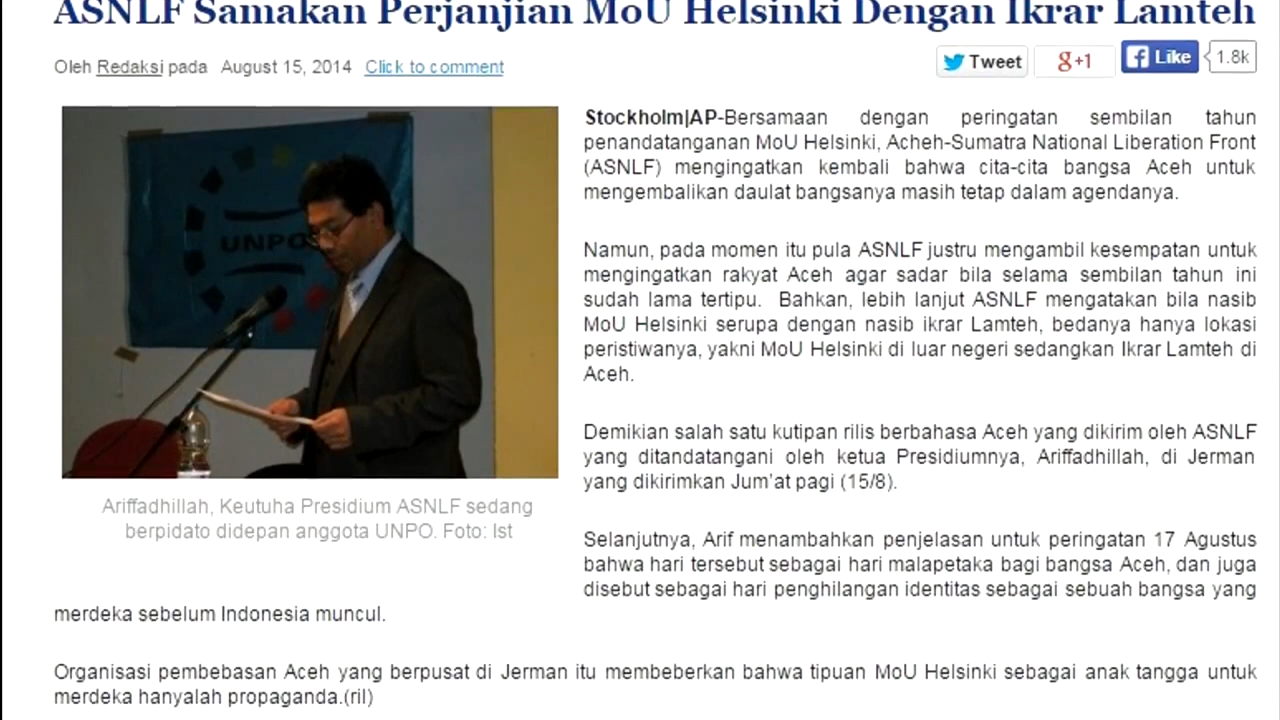 ASNLF Samakan Perjanjian MoU Helsinki Dengan Ikrar Lamteh
Oleh Redaksi pada August 15, 2014 Click to comment
Tweet
g+1
Like
1.8k
UNPO
Ariffadhillah, Keutuha Presidium ASNLF sedang
berpidato didepan anggota UNPO. Foto: Ist
Stockholm|AP-Bersamaan dengan peringatan sembilan tahun
penandatanganan MoU Helsinki, Acheh-Sumatra National Liberation Front
(ASNLF) mengingatkan kembali bahwa cita-cita bangsa Aceh untuk
mengembalikan daulat bangsanya masih tetap dalam agendanya.
Namun, pada momen itu pula ASNLF justru mengambil kesempatan untuk
mengingatkan rakyat Aceh agar sadar bila selama sembilan tahun ini
sudah lama tertipu. Bahkan, lebih lanjut ASNLF mengatakan bila nasib
MoU Helsinki serupa dengan nasib ikrar Lamteh, bedanya hanya lokasi
peristiwanya, yakni MoU Helsinki di luar negeri sedangkan Ikrar Lamteh di
Aceh.
Demikian salah satu kutipan rilis berbahasa Aceh yang dikirim oleh ASNLF
yang ditandatangani oleh ketua Presidiumnya, Ariffadhillah, di Jerman
yang dikirimkan Jum'at pagi (15/8).
Selanjutnya, Arif menambahkan penjelasan untuk peringatan 17 Agustus
bahwa hari tersebut sebagai hari malapetaka bagi bangsa Aceh, dan juga
disebut sebagai hari penghilangan identitas sebagai sebuah bangsa yang
merdeka sebelum Indonesia muncul.
Organisasi pembebasan Aceh yang berpusat di Jerman itu membeberkan bahwa tipuan MoU Helsinki sebagai anak tangga untuk
merdeka hanyalah propaganda.(ril)